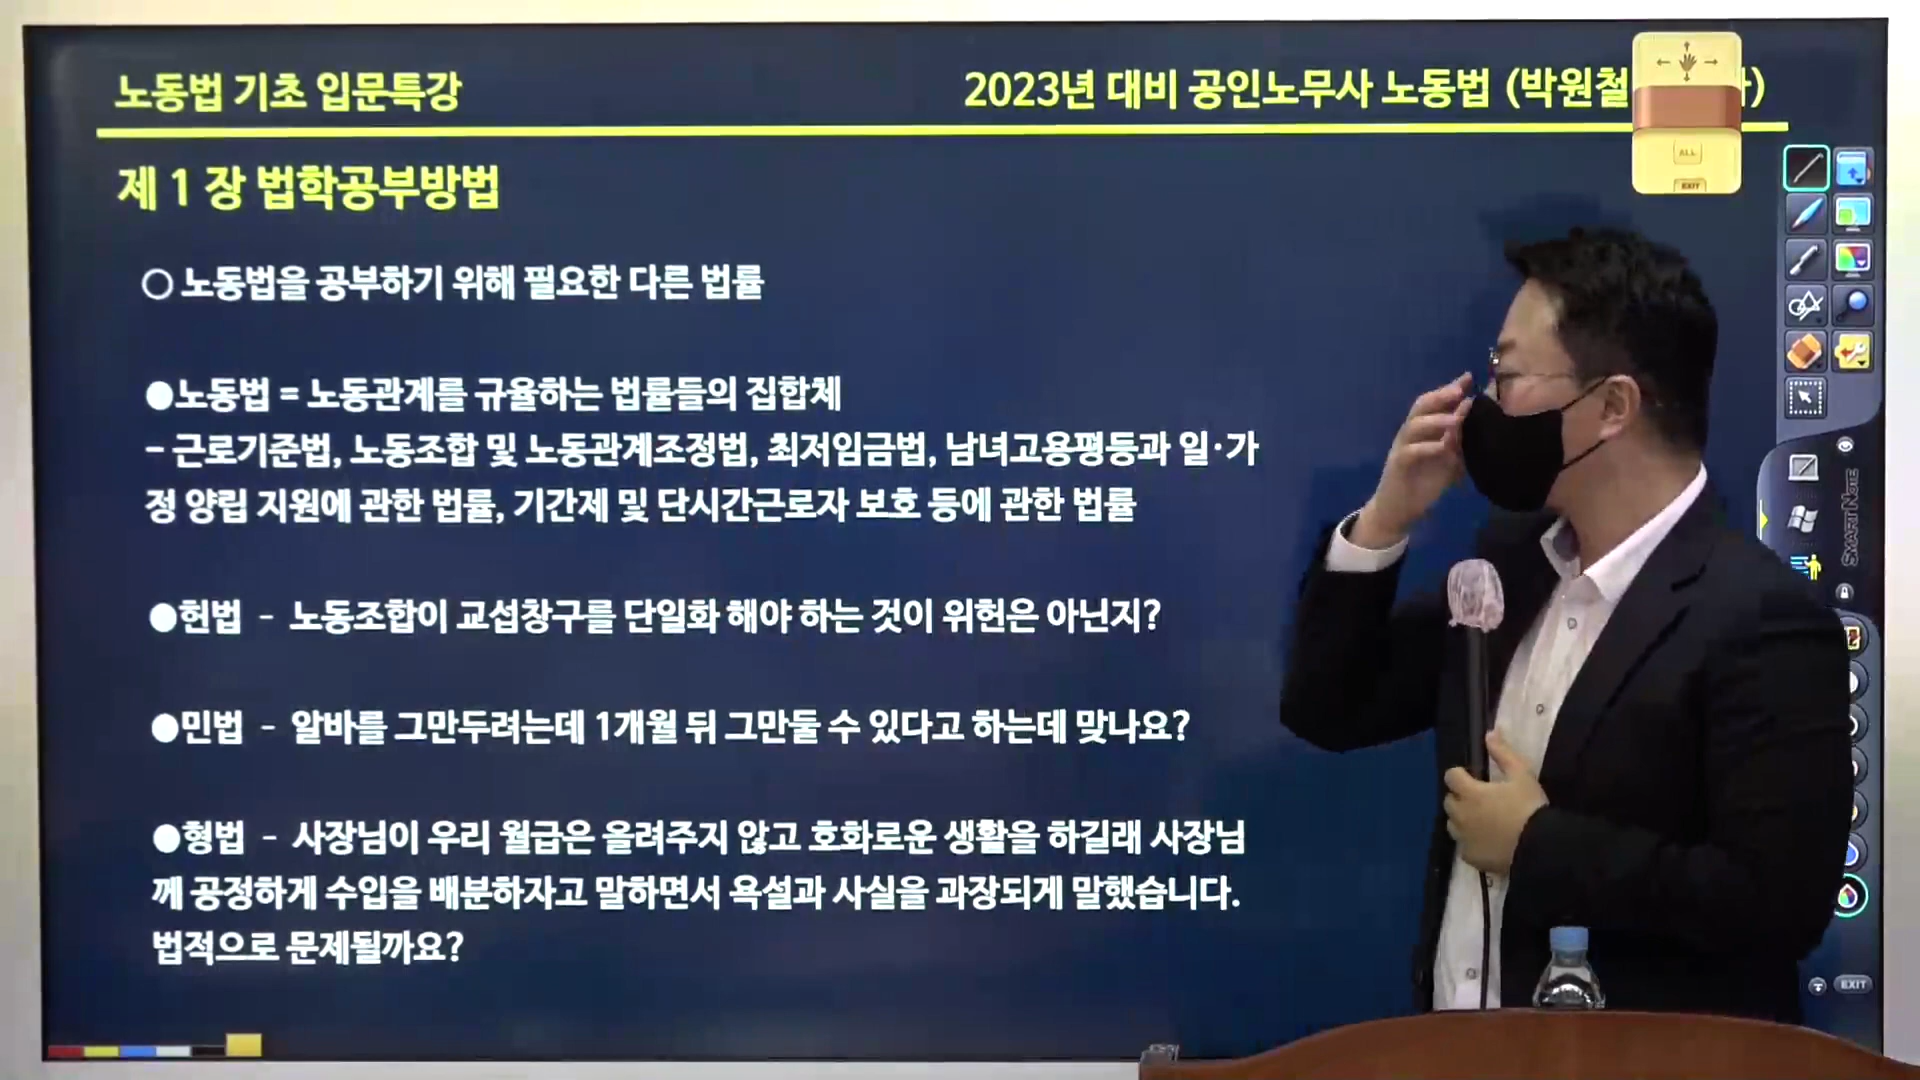 노동법 기초 입문특강
2023년 대비 공인노무사 노동법 (박원철
제 1 장 법학공부방법
○ 노동법을 공부하기 위해 필요한 다른 법률
●노동법 = 노동관계를 규율하는 법률들의 집합체
- 근로기준법, 노동조합 및 노동관계조정법, 최저임금법, 남녀고용평등과 일·가
정 양립 지원에 관한 법률, 기간제 및 단시간근로자 보호 등에 관한 법률
●헌법 - 노동조합이 교섭창구를 단일화 해야 하는 것이 위헌은 아닌지?
●민법 - 알바를 그만두려는데 1개월 뒤 그만둘 수 있다고 하는데 맞나요?
●형법 - 사장님이 우리 월급은 올려주지 않고 호화로운 생활을 하길래 사장님
께 공정하게 수입을 배분하자고 말하면서 욕설과 사실을 과장되게 말했습니다.
법적으로 문제될까요?
ALL
EXIT
SMART NOTE
EXIT